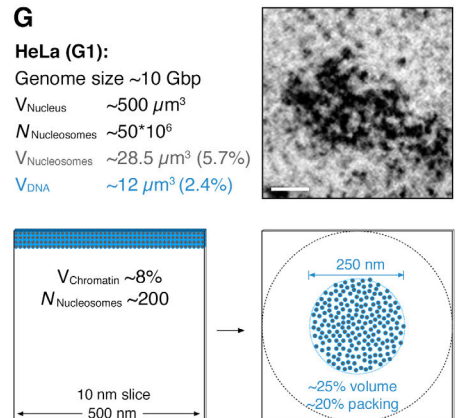 G
HeLa (G1):
Genome size ~10 Gbp
VNucleus ~500 µm³
NNucleosomes ~50*10⁶
VNucleosomes ~28.5 µm³ (5.7%)
VDNA ~12 µm³ (2.4%)
VChromatin ~8%
NNucleosomes ~200
10 nm slice
500 nm
250 nm
~25% volume
~20% packing